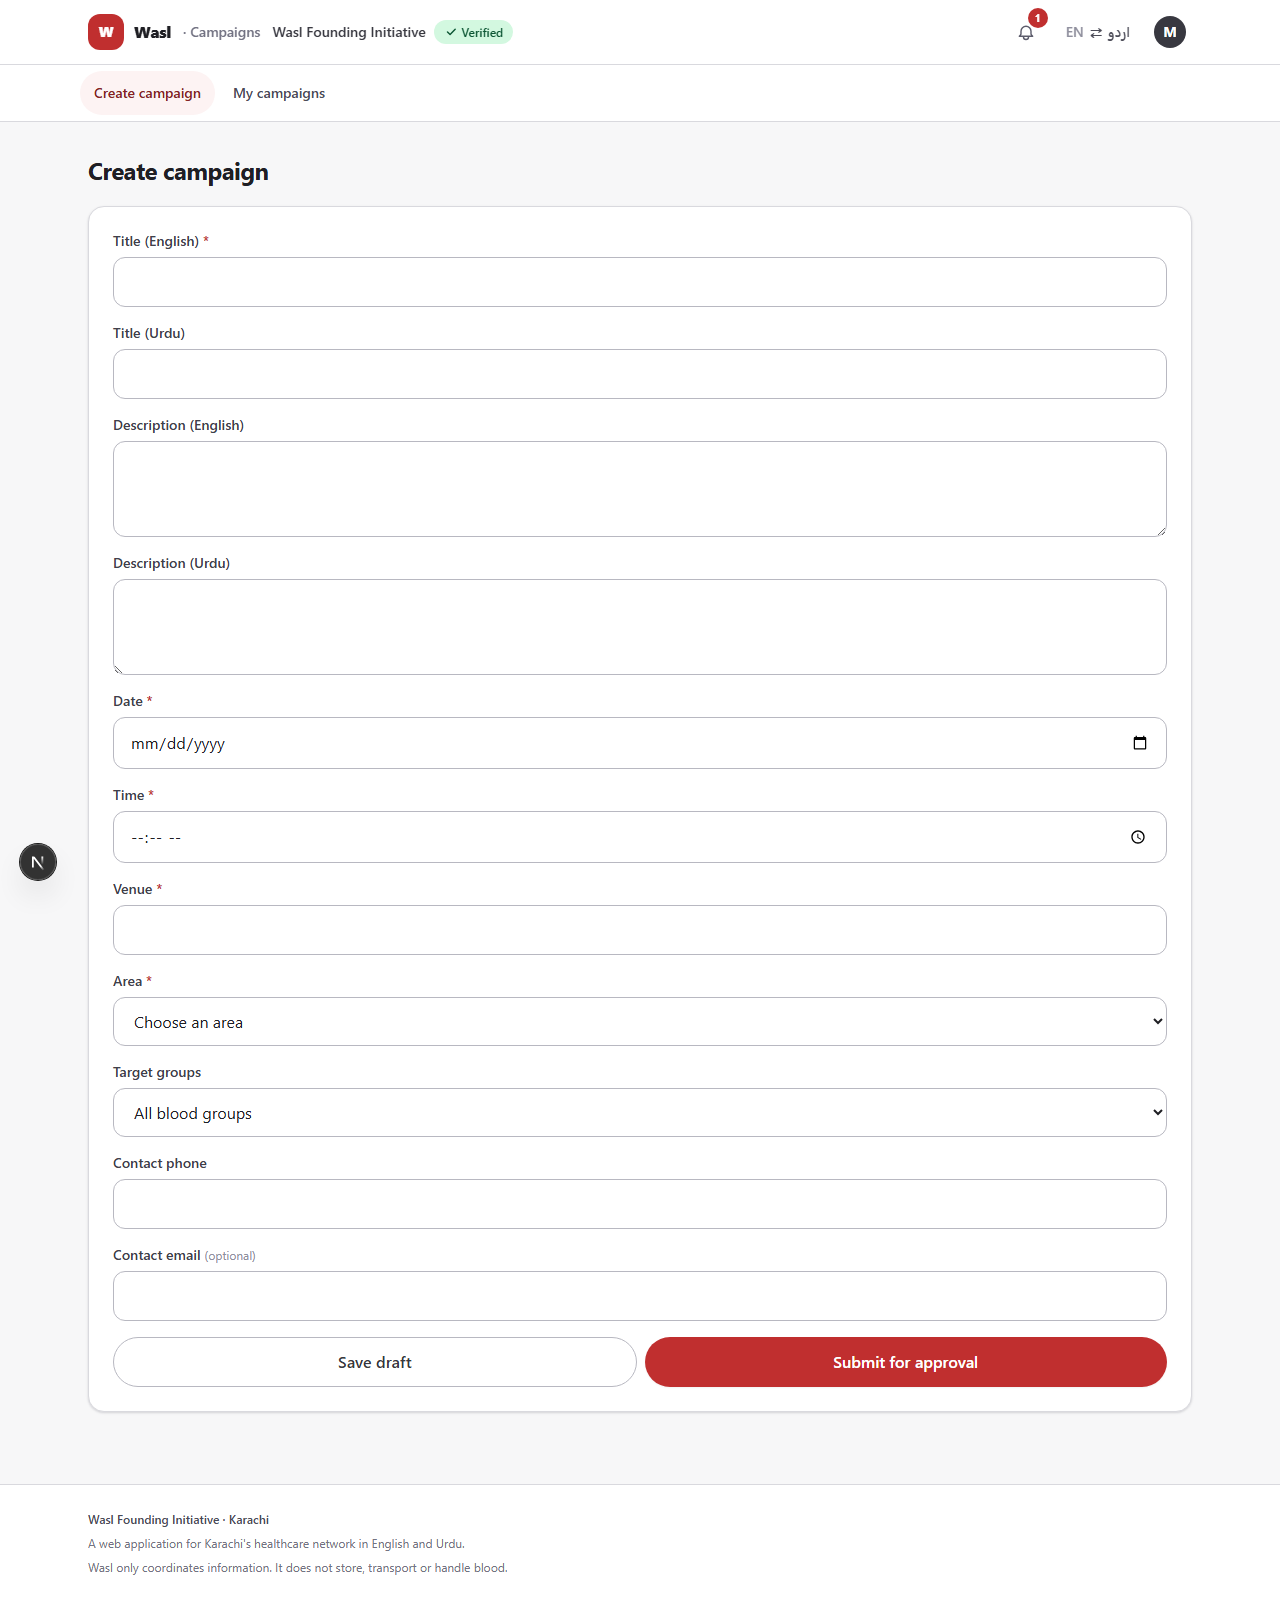 W Wasl · Campaigns Wasl Founding Initiative Verified 1 EN ⇄ اردو M
Create campaign My campaigns
Create campaign
Title (English) *
Title (Urdu)
Description (English)
Description (Urdu)
Date *
mm/dd/yyyy
Time *
--:-- --
N
Venue *
Area *
Choose an area
Target groups
All blood groups
Contact phone
Contact email (optional)
Save draft Submit for approval
Wasl Founding Initiative · Karachi
A web application for Karachi's healthcare network in English and Urdu.
Wasl only coordinates information. It does not store, transport or handle blood.